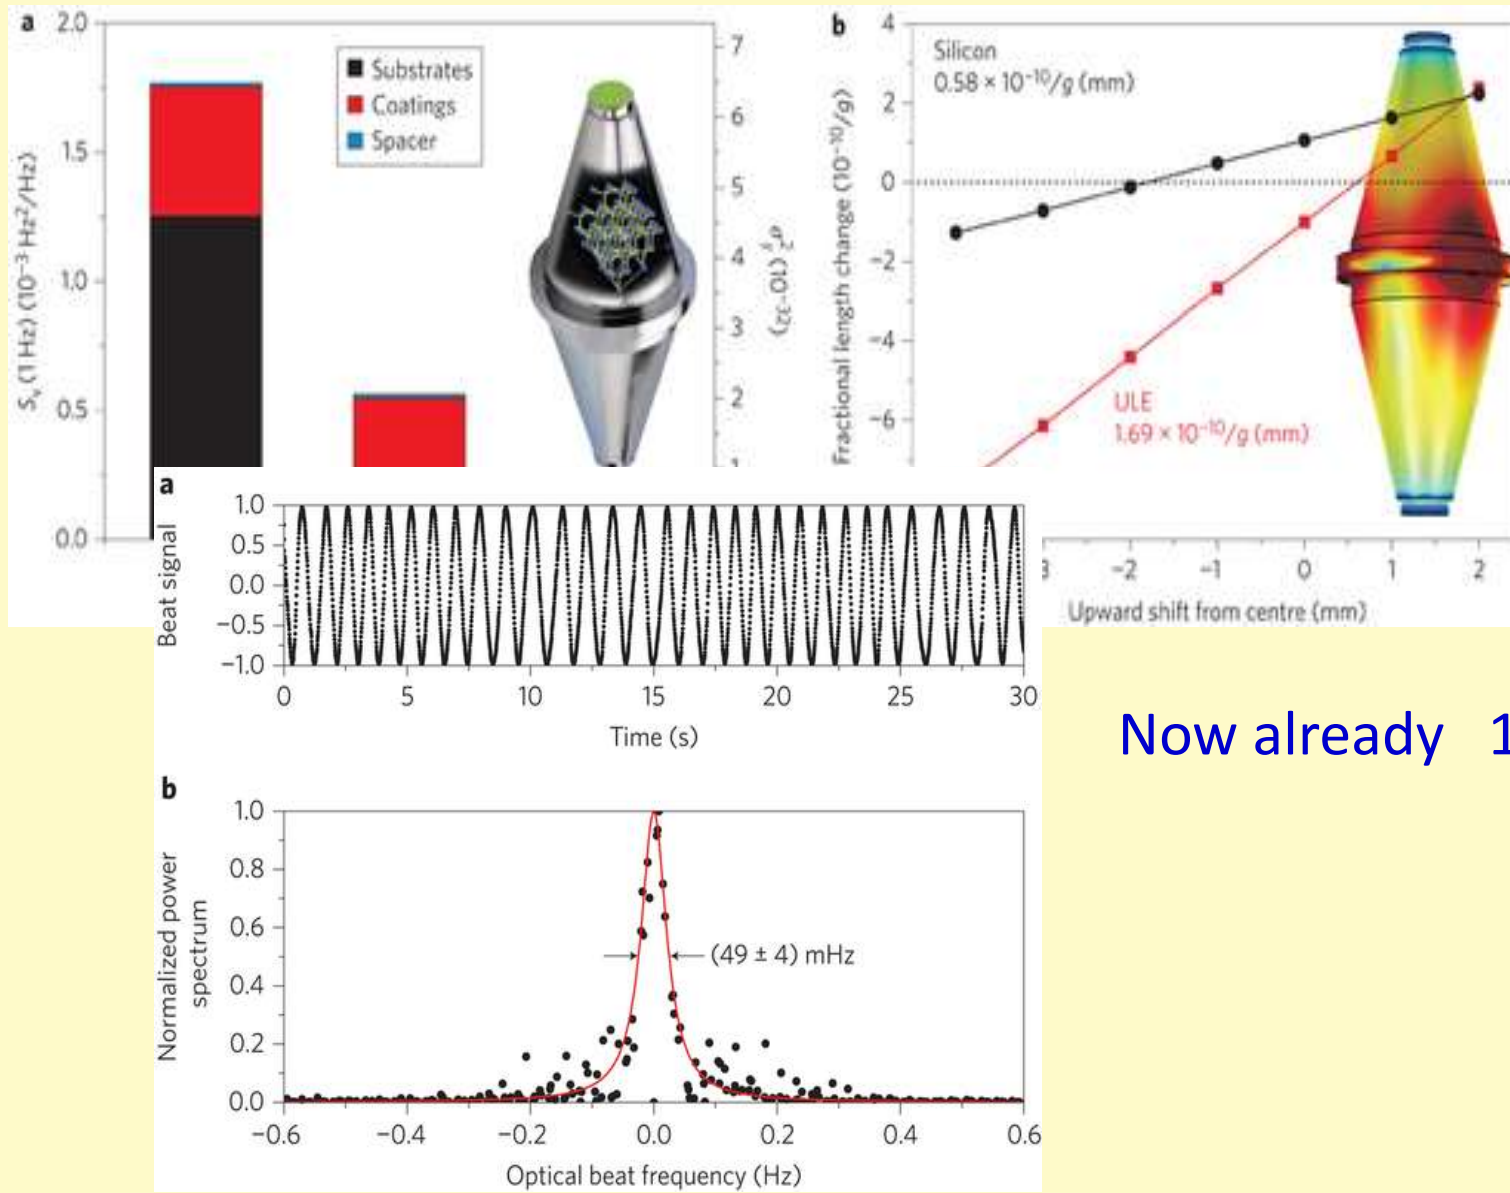 a
2.0
1.5
1.0
0.5
0.0
Sν (1 Hz) (10⁻³ Hz²/Hz)
Substrates
Coatings
Spacer
7
6
5
4
3
2
σ²y (10⁻³²)
b
4
2
0
−2
−4
−6
Fractional length change (10⁻¹⁰/g)
Silicon
0.58 × 10⁻¹⁰/g (mm)
ULE
1.69 × 10⁻¹⁰/g (mm)
−2
−1
0
1
2
Upward shift from centre (mm)
a
1.0
0.5
0.0
−0.5
−1.0
Beat signal
0
5
10
15
20
25
30
Time (s)
Now already 1
b
1.0
0.8
0.6
0.4
0.2
0.0
Normalized power
spectrum
(49 ± 4) mHz
−0.6
−0.4
−0.2
0.0
0.2
0.4
0.6
Optical beat frequency (Hz)